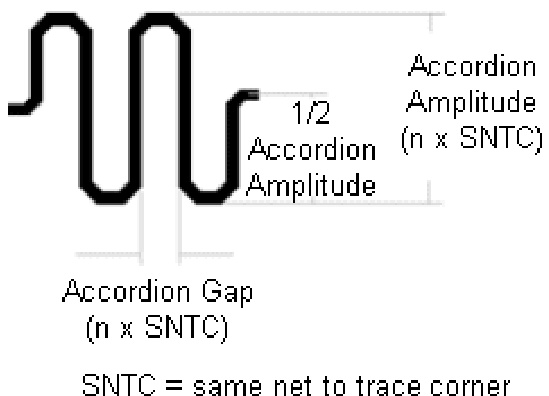 Accordion
Amplitude
(n x SNTC)
1/2
Accordion
Amplitude
Accordion Gap
(n x SNTC)
SNTC = same net to trace corner